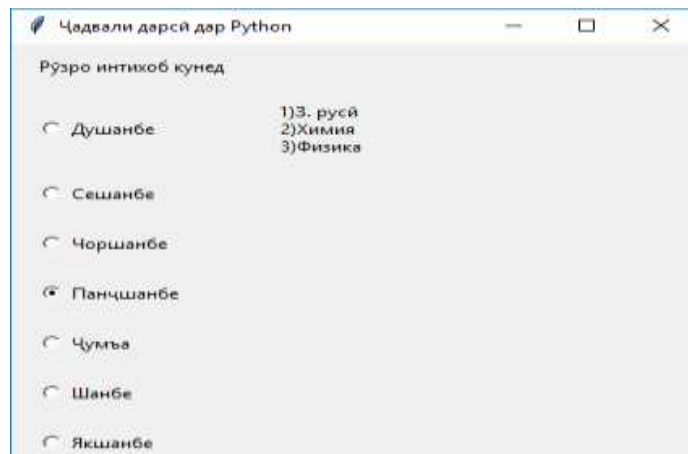 Ҷадвали дарсӣ дар Python
Рӯзро интихоб кунед
Душанбе
1)З. русӣ
2)Химия
3)Физика
Сешанбе
Чоршанбе
Панҷшанбе
Ҷумъа
Шанбе
Якшанбе